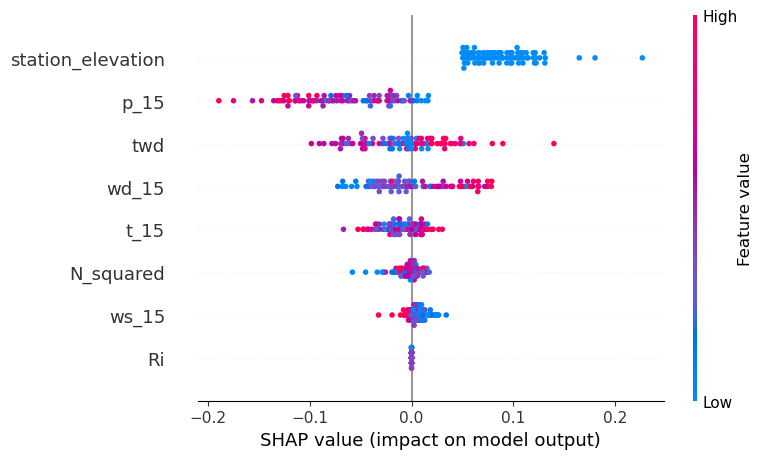 High
station_elevation
p_15
twd
wd_15
t_15
N_squared
ws_15
Ri
Feature value
Low
−0.2 −0.1 0.0 0.1 0.2
SHAP value (impact on model output)